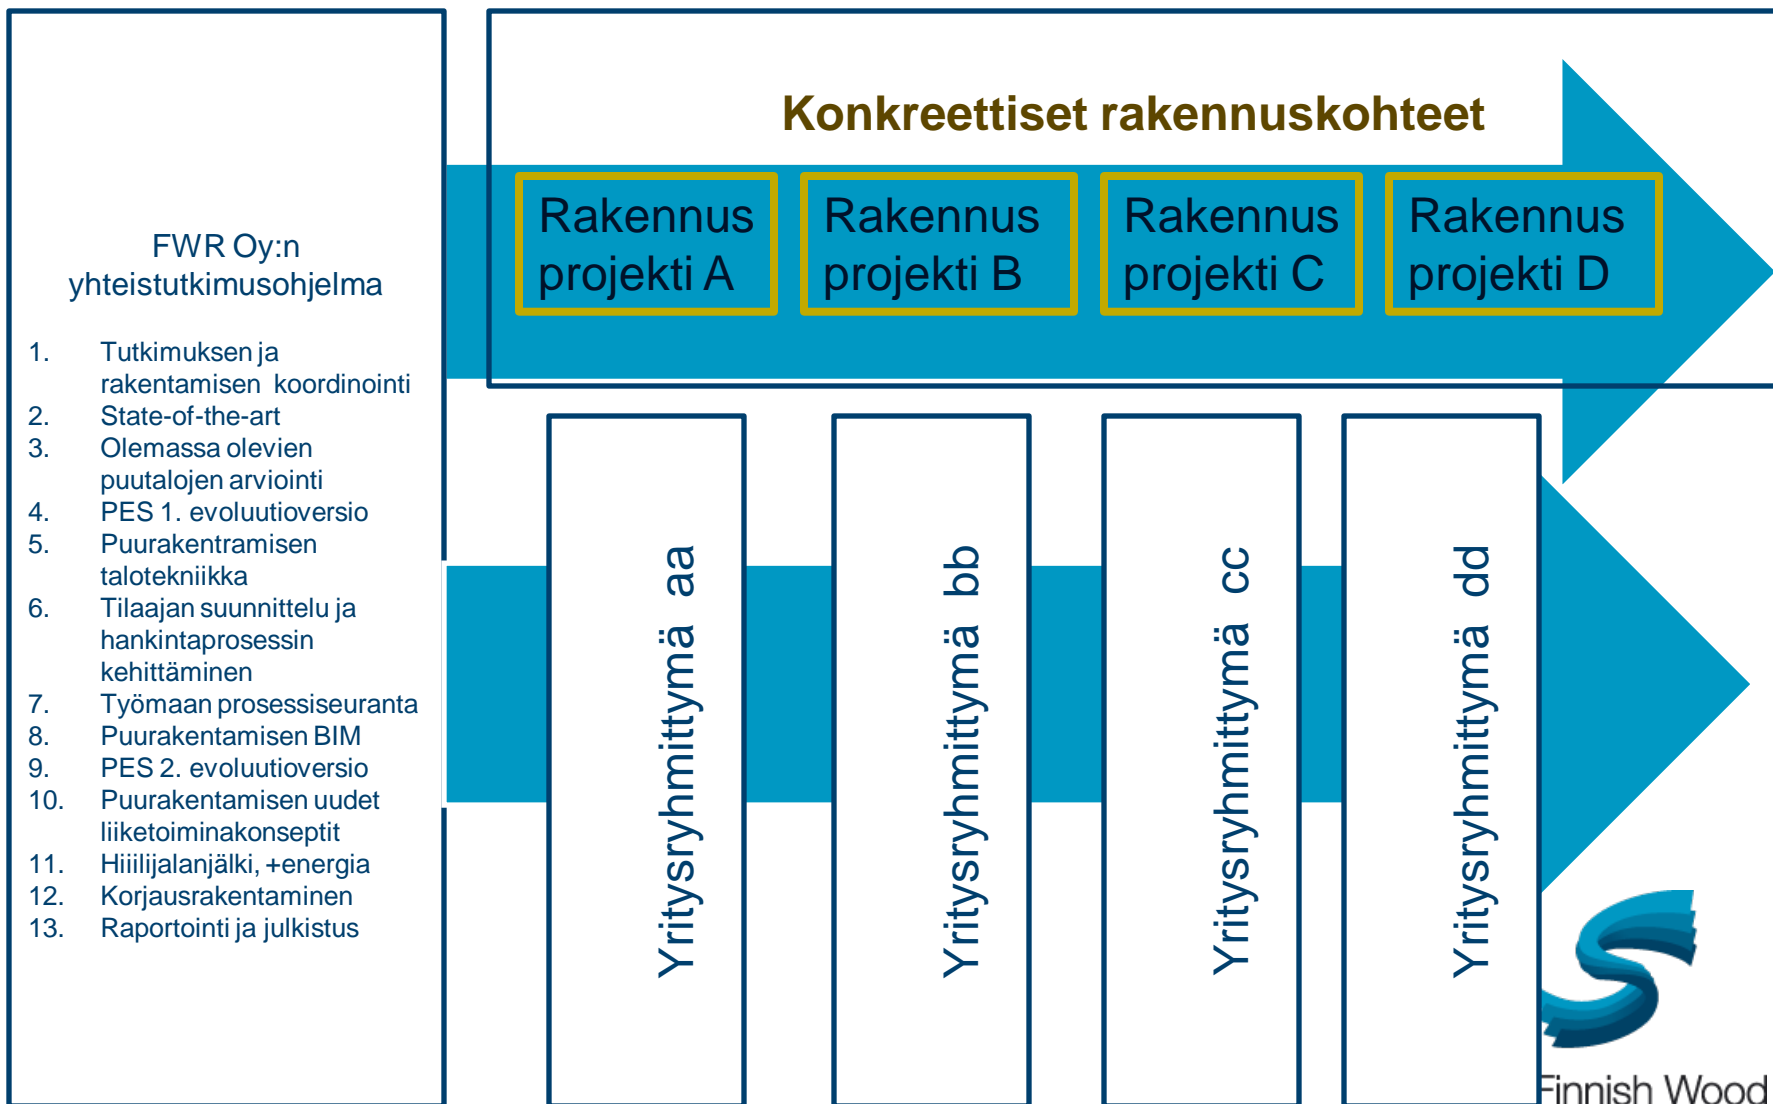 FWR Oy:n
yhteistutkimusohjelma
1. Tutkimuksen ja
rakentamisen koordinointi
2. State-of-the-art
3. Olemassa olevien
puutalojen arviointi
4. PES 1. evoluutioversio
5. Puurakentramisen
talotekniikka
6. Tilaajan suunnittelu ja
hankintaprosessin
kehittäminen
7. Työmaan prosessiseuranta
8. Puurakentamisen BIM
9. PES 2. evoluutioversio
10. Puurakentamisen uudet
liiketoiminakonseptit
11. Hiiilijalanjälki, +energia
12. Korjausrakentaminen
13. Raportointi ja julkistus
Konkreettiset rakennuskohteet
Rakennus
projekti A
Rakennus
projekti B
Rakennus
projekti C
Rakennus
projekti D
Yritysryhmittymä aa
Yritysryhmittymä bb
Yritysryhmittymä cc
Yritysryhmittymä dd
Finnish Wood